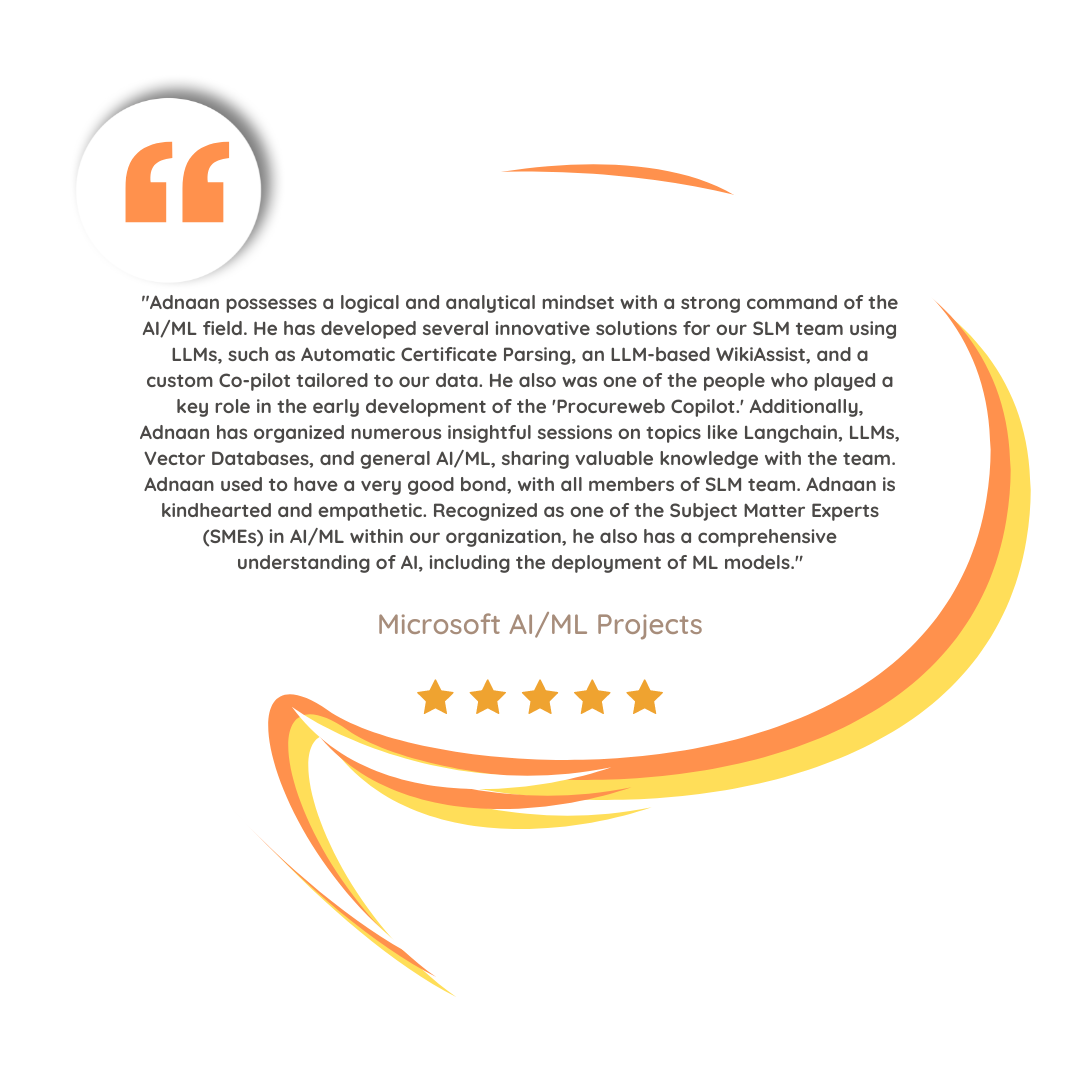 "Adnaan possesses a logical and analytical mindset with a strong command of the
AI/ML field. He has developed several innovative solutions for our SLM team using
LLMs, such as Automatic Certificate Parsing, an LLM-based WikiAssist, and a
custom Co-pilot tailored to our data. He also was one of the people who played a
key role in the early development of the 'Procureweb Copilot.' Additionally,
Adnaan has organized numerous insightful sessions on topics like Langchain, LLMs,
Vector Databases, and general AI/ML, sharing valuable knowledge with the team.
Adnaan used to have a very good bond, with all members of SLM team. Adnaan is
kindhearted and empathetic. Recognized as one of the Subject Matter Experts
(SMEs) in AI/ML within our organization, he also has a comprehensive
understanding of AI, including the deployment of ML models."
Microsoft AI/ML Projects